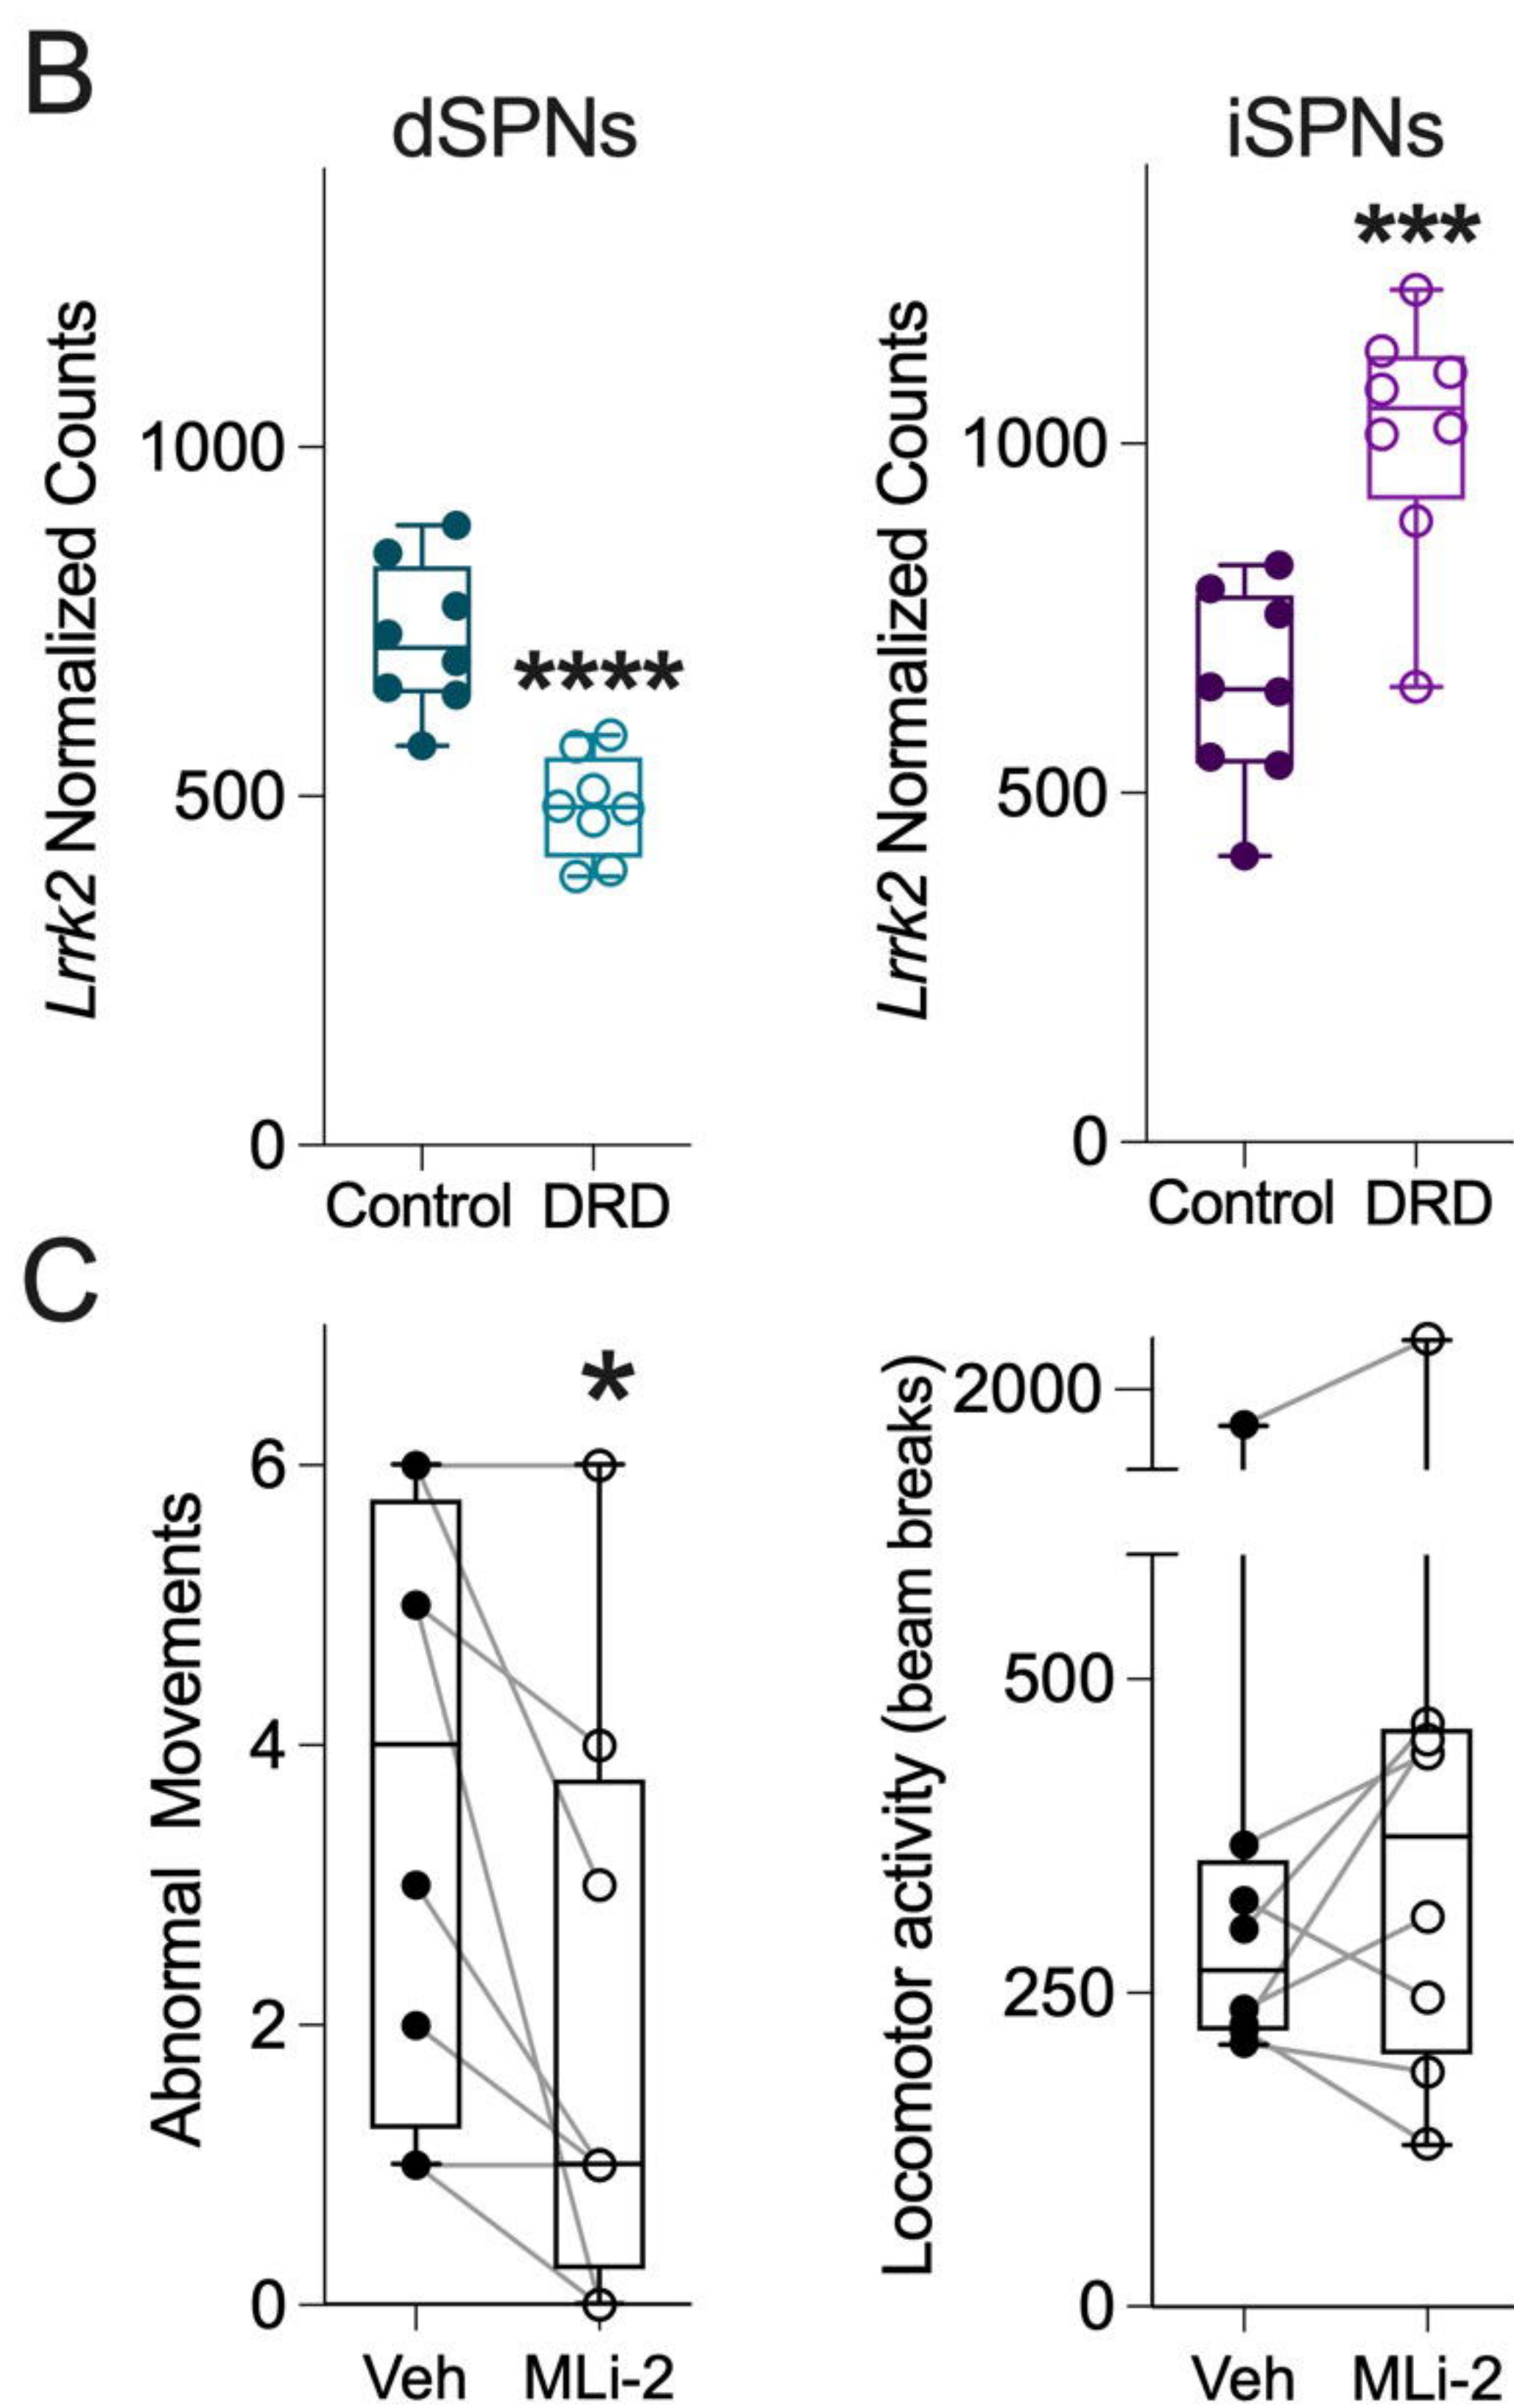 B
dSPNs
Lrrk2 Normalized Counts
1000
500
0
****
Control DRD
iSPNs
Lrrk2 Normalized Counts
1000
500
0
***
Control DRD
C
Abnormal Movements
6
4
2
0
*
Veh MLi-2
Locomotor activity (beam breaks)
2000
500
250
0
Veh MLi-2